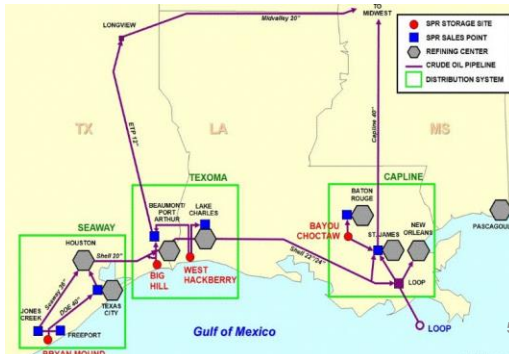 TO
MIDWEST
Midvalley 20"
LONGVIEW
SPR STORAGE SITE
SPR SALES POINT
REFINING CENTER
CRUDE OIL PIPELINE
DISTRIBUTION SYSTEM
ETP 12"
Capline 40"
TX
LA
MS
TEXOMA
CAPLINE
BEAUMONT/
PORT
ARTHUR
LAKE
CHARLES
BATON
ROUGE
NEW
ORLEANS
PASCAGOULA
SEAWAY
BAYOU
CHOCTAW
ST. JAMES
HOUSTON
Shell 20"
BIG
HILL
WEST
HACKBERRY
Shell 22"/24"
LOOP
Seaway 36"
DOE 40"
TEXAS
CITY
JONES
CREEK
FREEPORT
Gulf of Mexico
LOOP
BRYAN MOUND